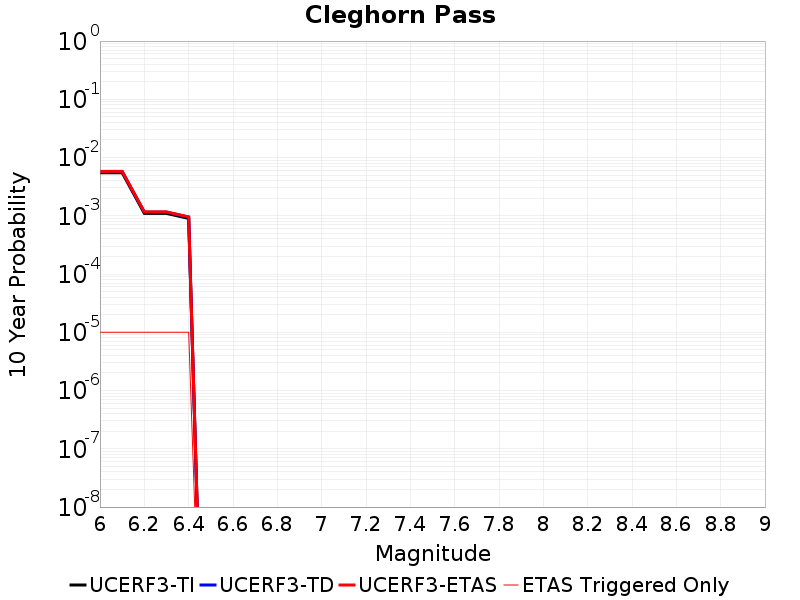 Cleghorn Pass
10 Year Probability
10^0
10^-1
10^-2
10^-3
10^-4
10^-5
10^-6
10^-7
10^-8
6 6.2 6.4 6.6 6.8 7 7.2 7.4 7.6 7.8 8 8.2 8.4 8.6 8.8 9
Magnitude
UCERF3-TI UCERF3-TD UCERF3-ETAS ETAS Triggered Only